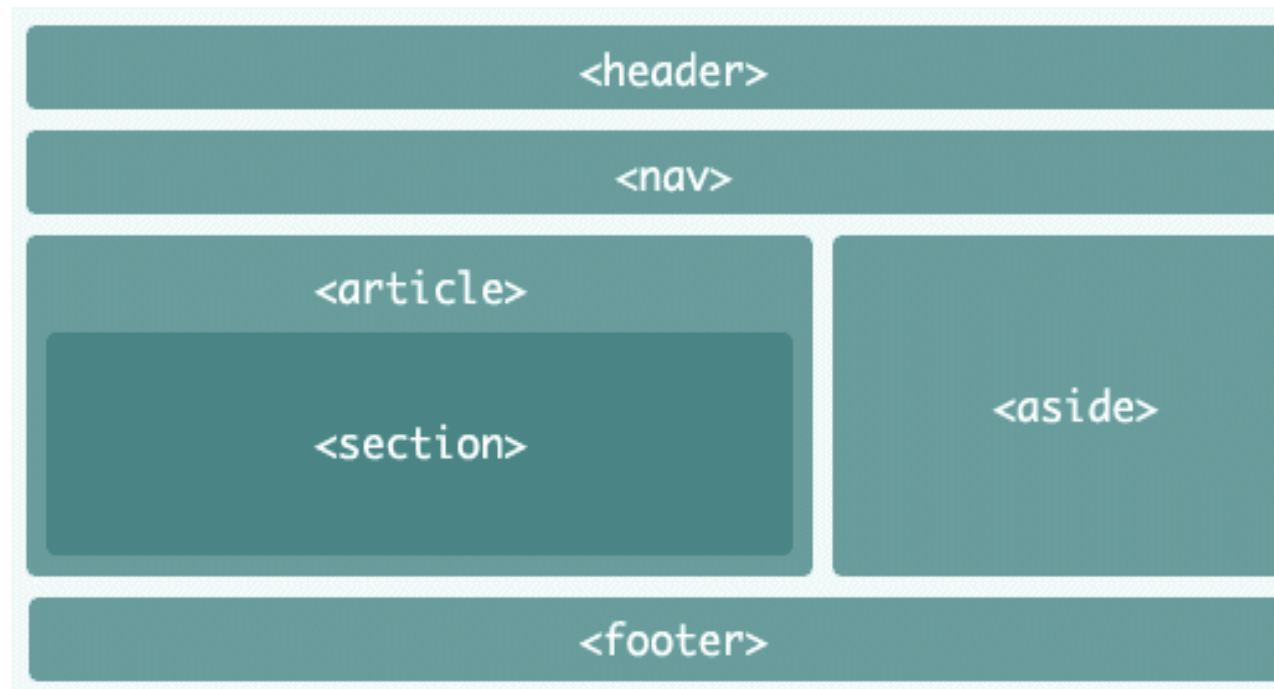 <header>
<nav>
<article>
<section>
<aside>
<footer>